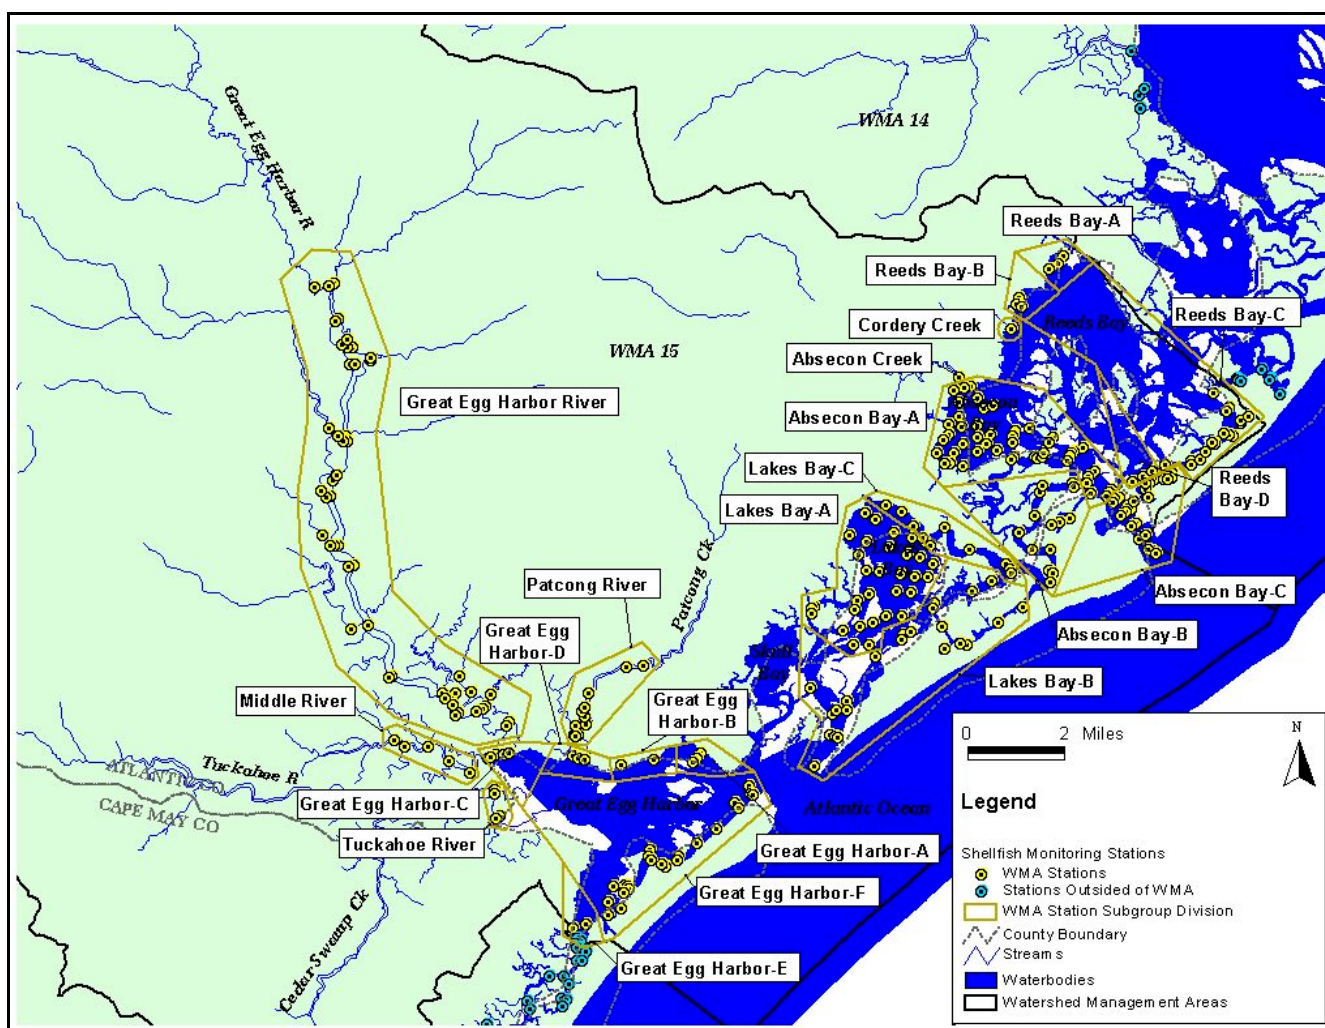 Great Egg Harbor R
WMA 14
Reeds Bay-A
Reeds Bay-B
Reeds Bay
Reeds Bay-C
Cordery Creek
WMA 15
Absecon Creek
Great Egg Harbor River
Absecon Bay-A
Lakes Bay-C
Reeds
Bay-D
Lakes Bay-A
Patcong Ck
Patcong River
Absecon Bay-C
Great Egg
Harbor-D
Absecon Bay-B
Skull
Bay
Lakes Bay-B
Middle River
Great Egg
Harbor-B
Tuckahoe R
ATLANTIC CO
CAPE MAY CO
Great Egg Harbor-C
Great Egg Harbor
Atlantic Ocean
Tuckahoe River
Great Egg Harbor-A
Great Egg Harbor-F
Cedar Swamp Ck
Great Egg Harbor-E
0 2 Miles
N
Legend
Shellfish Monitoring Stations
WMA Stations
Stations Outsided of WMA
WMA Station Subgroup Division
County Boundary
Streams
Waterbodies
Watershed Management Areas